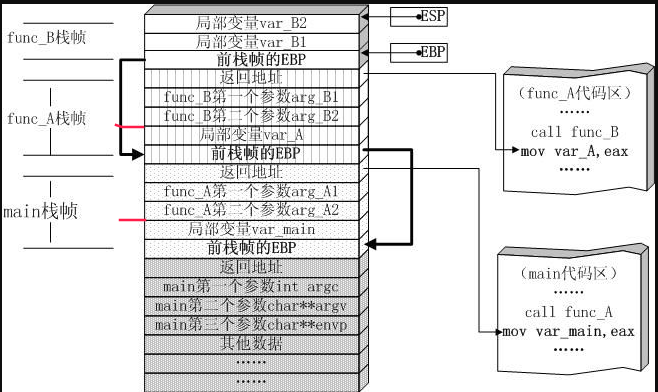 func_B栈帧
func_A栈帧
main栈帧
局部变量var_B2
局部变量var_B1
前栈帧的EBP
返回地址
func_B第一个参数arg_B1
func_B第二个参数arg_B2
局部变量var_A
前栈帧的EBP
返回地址
func_A第一个参数arg_A1
func_A第二个参数arg_A2
局部变量var_main
前栈帧的EBP
返回地址
main第一个参数int argc
main第二个参数char**argv
main第三个参数char**envp
其他数据
……
……
ESP
EBP
(func_A代码区)
……
call func_B
mov var_A,eax
……
(main代码区)
……
call func_A
mov var_main,eax
……